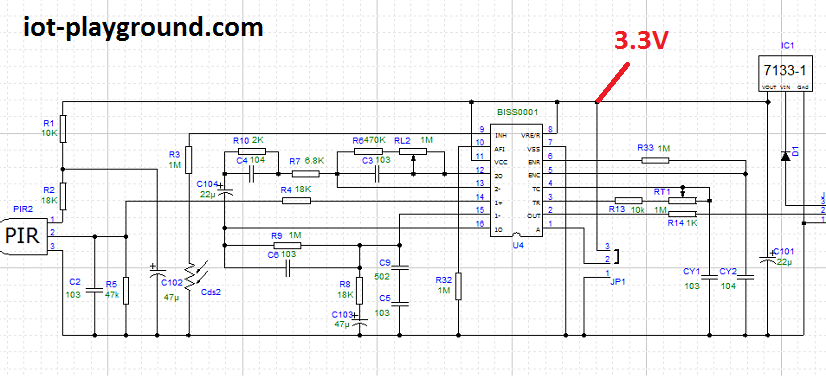 iot-playground.com
3.3V
IC1
7133-1
VOUT VIN Gnd
BISS0001
R1
10K
R3
1M
R10 2K
C4 104
R7 6.8K
R6 470K
C3 103
RL2 1M
9 INH VRE/R 8
10 AFI VSS 7
11 VCC ENR 6
12 2O ENC 5
13 2- TC 4
14 1+ TR 3
15 1- OUT 2
16 1O A 1
U4
R33 1M
D1
R2
18K
C104
22µ
R4 18K
RT1
R13 10k 1M
R14 1K
PIR2
PIR
1
2
3
R9 1M
C6 103
C2
103
R5
47k
C102
47µ
Cds2
R8
18K
C103
47µ
C9
502
C5
103
R32
1M
3
2
1
JP1
CY1
103
CY2
104
C101
22µ